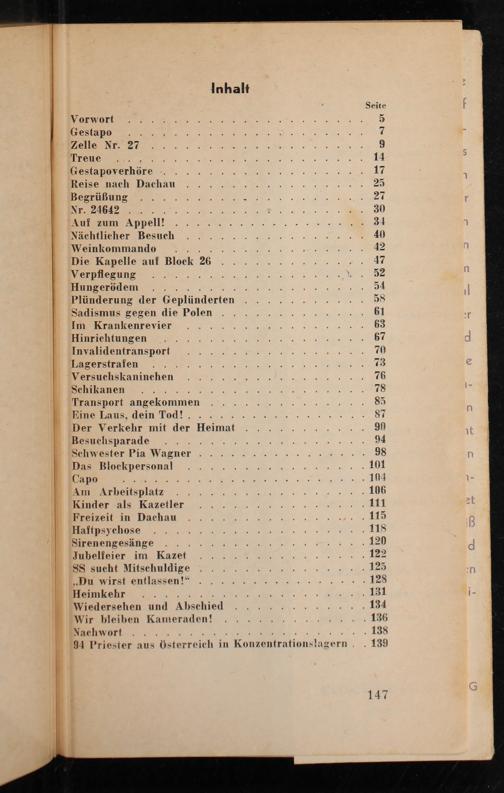 Inhalt
Seite
Vorwort . . . . . . . . . . . . . . . . . . . . . 5
Gestapo . . . . . . . . . . . . . . . . . . . . . 7
Zelle Nr. 27 . . . . . . . . . . . . . . . . . . . 9
Treue . . . . . . . . . . . . . . . . . . . . . . 14
Gestapoverhöre . . . . . . . . . . . . . . . . . . 17
Reise nach Dachau . . . . . . . . . . . . . . . . 25
Begrüßung . . . . . . . . . . . . . . . . . . . . 27
Nr. 24642 . . . . . . . . . . . . . . . . . . . . 30
Auf zum Appell! . . . . . . . . . . . . . . . . . 34
Nächtlicher Besuch . . . . . . . . . . . . . . . . 40
Weinkommando . . . . . . . . . . . . . . . . . . . 42
Die Kapelle auf Block 26 . . . . . . . . . . . . . 47
Verpflegung . . . . . . . . . . . . . . . . . . . 52
Hungerödem . . . . . . . . . . . . . . . . . . . . 54
Plünderung der Geplünderten . . . . . . . . . . . 58
Sadismus gegen die Polen . . . . . . . . . . . . . 61
Im Krankenrevier . . . . . . . . . . . . . . . . . 63
Hinrichtungen . . . . . . . . . . . . . . . . . . 67
Invalidentransport . . . . . . . . . . . . . . . . 70
Lagerstrafen . . . . . . . . . . . . . . . . . . . 73
Versuchskaninchen . . . . . . . . . . . . . . . . 76
Schikanen . . . . . . . . . . . . . . . . . . . . 78
Transport angekommen . . . . . . . . . . . . . . . 85
Eine Laus, dein Tod! . . . . . . . . . . . . . . . 87
Der Verkehr mit der Heimat . . . . . . . . . . . . 90
Besuchsparade . . . . . . . . . . . . . . . . . . 94
Schwester Pia Wagner . . . . . . . . . . . . . . . 98
Das Blockpersonal . . . . . . . . . . . . . . . . 101
Capo . . . . . . . . . . . . . . . . . . . . . . . 104
Am Arbeitsplatz . . . . . . . . . . . . . . . . . 106
Kinder als Kazetler . . . . . . . . . . . . . . . 111
Freizeit in Dachau . . . . . . . . . . . . . . . . 115
Haftpsychose . . . . . . . . . . . . . . . . . . . 118
Sirenengesänge . . . . . . . . . . . . . . . . . . 120
Jubelfeier im Kazet . . . . . . . . . . . . . . . 122
SS sucht Mitschuldige . . . . . . . . . . . . . . 125
„Du wirst entlassen!“ . . . . . . . . . . . . . . 128
Heimkehr . . . . . . . . . . . . . . . . . . . . . 131
Wiedersehen und Abschied . . . . . . . . . . . . . 134
Wir bleiben Kameraden! . . . . . . . . . . . . . . 136
Nachwort . . . . . . . . . . . . . . . . . . . . . 138
94 Priester aus Österreich in Konzentrationslagern . . 139
147